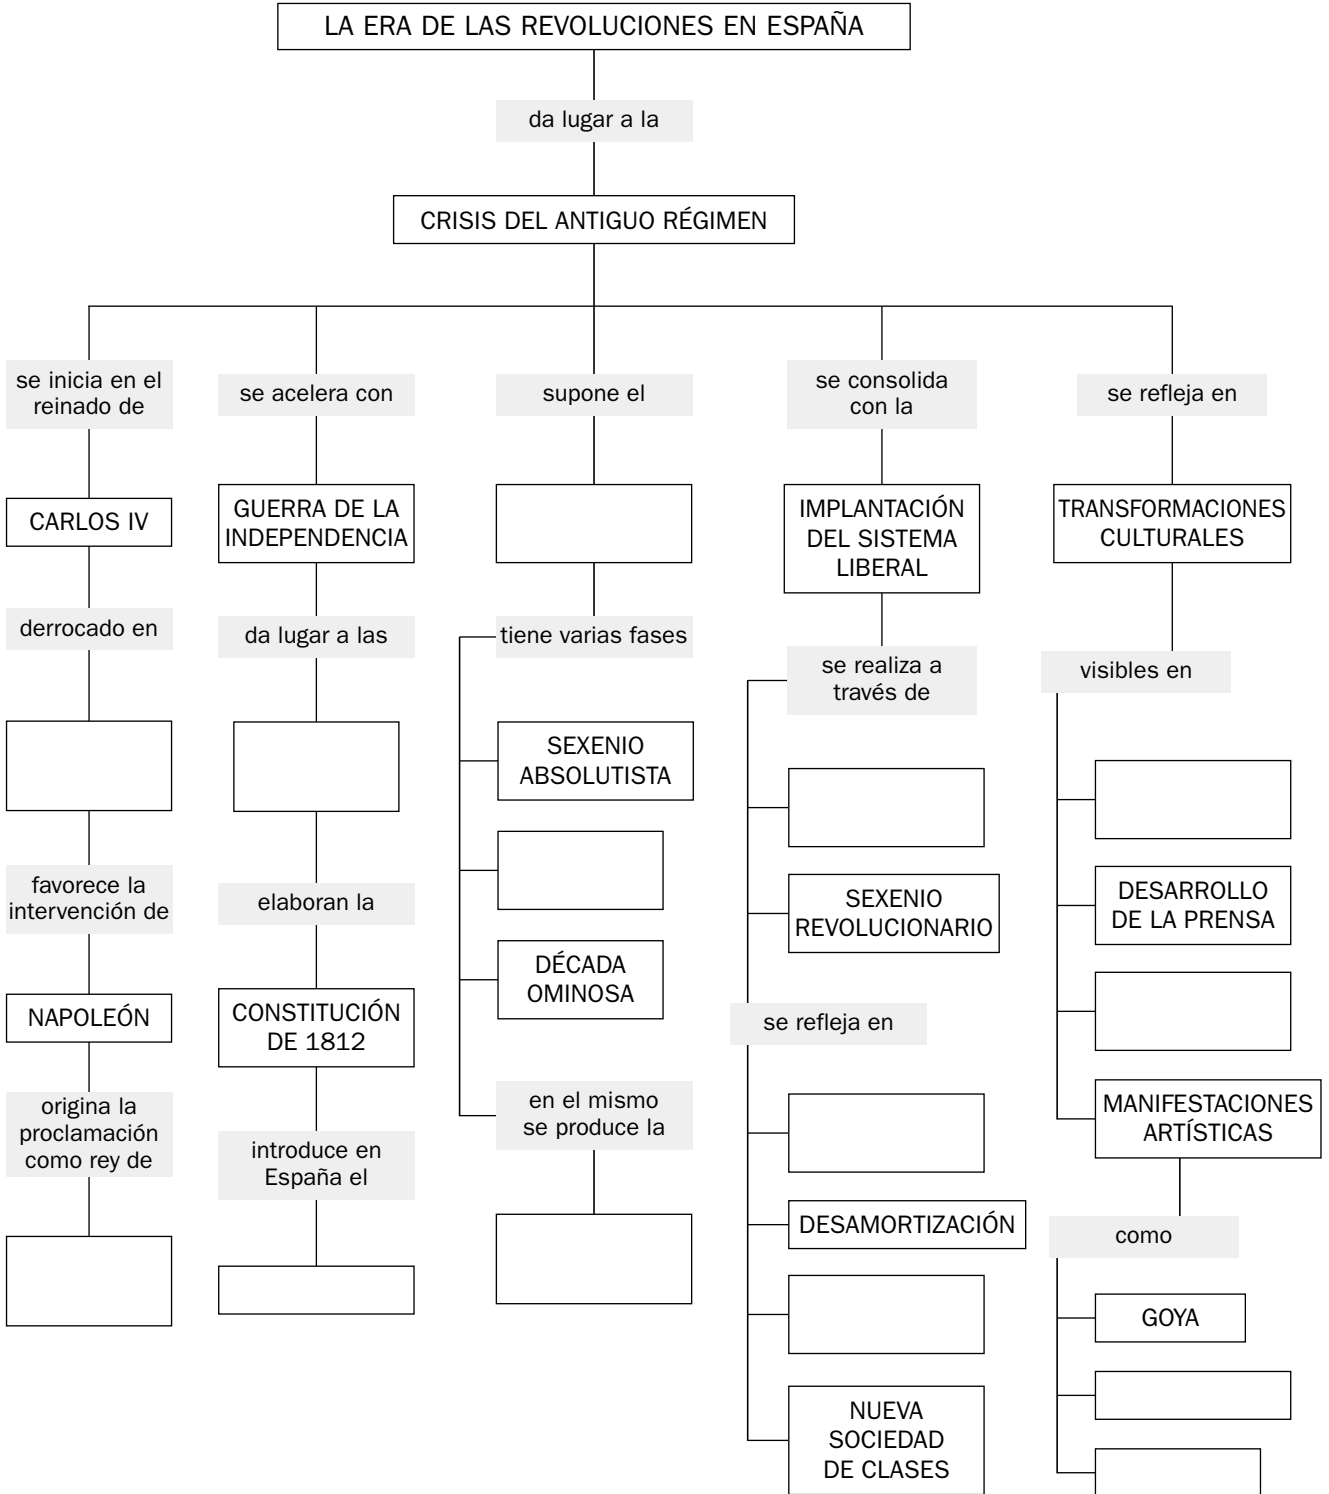 LA ERA DE LAS REVOLUCIONES EN ESPAÑA
da lugar a la
CRISIS DEL ANTIGUO RÉGIMEN
se inicia en el
reinado de
CARLOS IV
derrocado en
favorece la
intervención de
NAPOLEÓN
origina la
proclamación
como rey de
se acelera con
GUERRA DE LA
INDEPENDENCIA
da lugar a las
elaboran la
CONSTITUCIÓN
DE 1812
introduce en
España el
supone el
tiene varias fases
SEXENIO
ABSOLUTISTA
DÉCADA
OMINOSA
en el mismo
se produce la
se consolida
con la
IMPLANTACIÓN
DEL SISTEMA
LIBERAL
se realiza a
través de
SEXENIO
REVOLUCIONARIO
se refleja en
DESAMORTIZACIÓN
NUEVA
SOCIEDAD
DE CLASES
se refleja en
TRANSFORMACIONES
CULTURALES
visibles en
DESARROLLO
DE LA PRENSA
MANIFESTACIONES
ARTÍSTICAS
como
GOYA